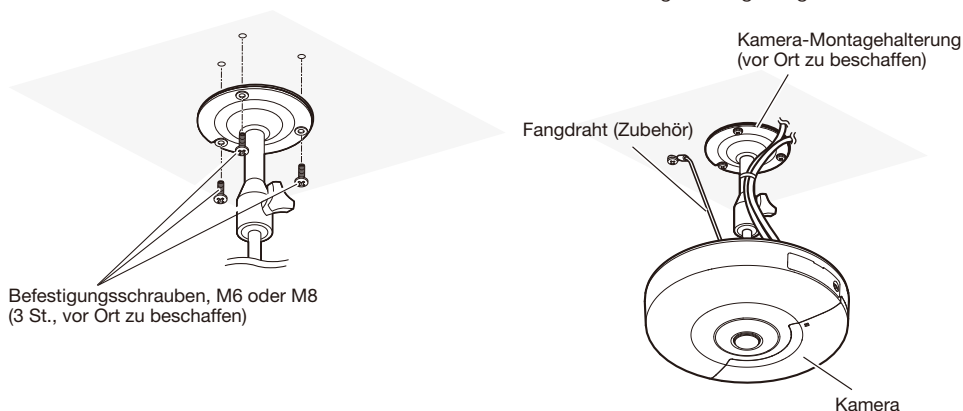 Kamera-Montagehalterung
(vor Ort zu beschaffen)
Fangdraht (Zubehör)
Befestigungsschrauben, M6 oder M8
(3 St., vor Ort zu beschaffen)
Kamera